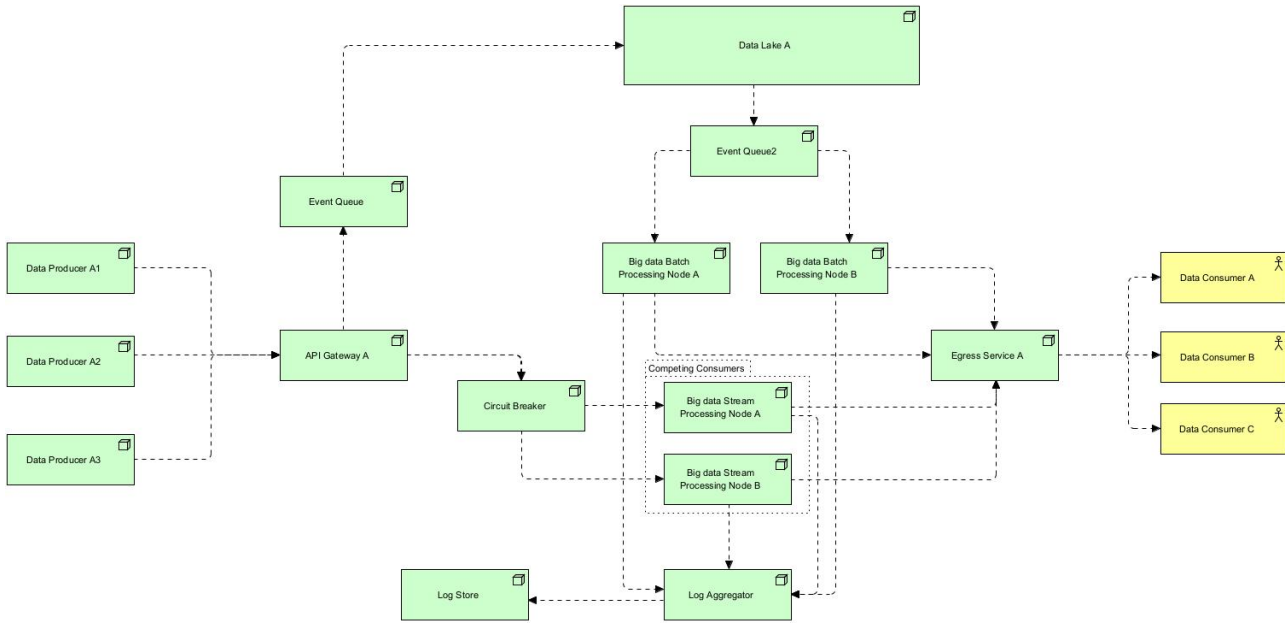 Data Lake A
Event Queue2
Event Queue
Data Producer A1
Big data Batch
Processing Node A
Big data Batch
Processing Node B
Data Consumer A
Data Producer A2
API Gateway A
Egress Service A
Data Consumer B
Competing Consumers
Circuit Breaker
Big data Stream
Processing Node A
Data Consumer C
Data Producer A3
Big data Stream
Processing Node B
Log Store
Log Aggregator